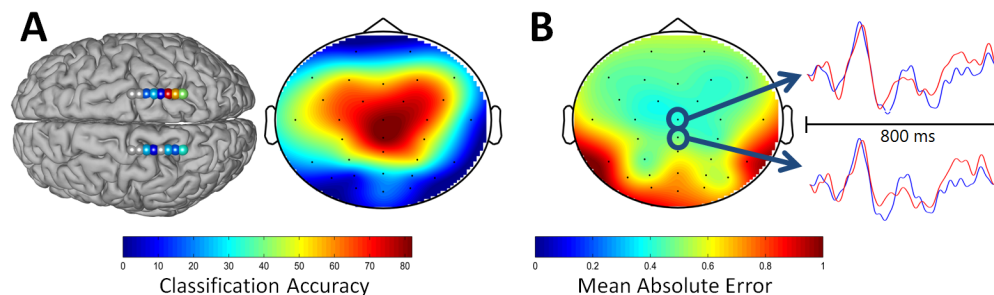 A
B
800 ms
0 10 20 30 40 50 60 70 80
Classification Accuracy
0 0.2 0.4 0.6 0.8 1
Mean Absolute Error